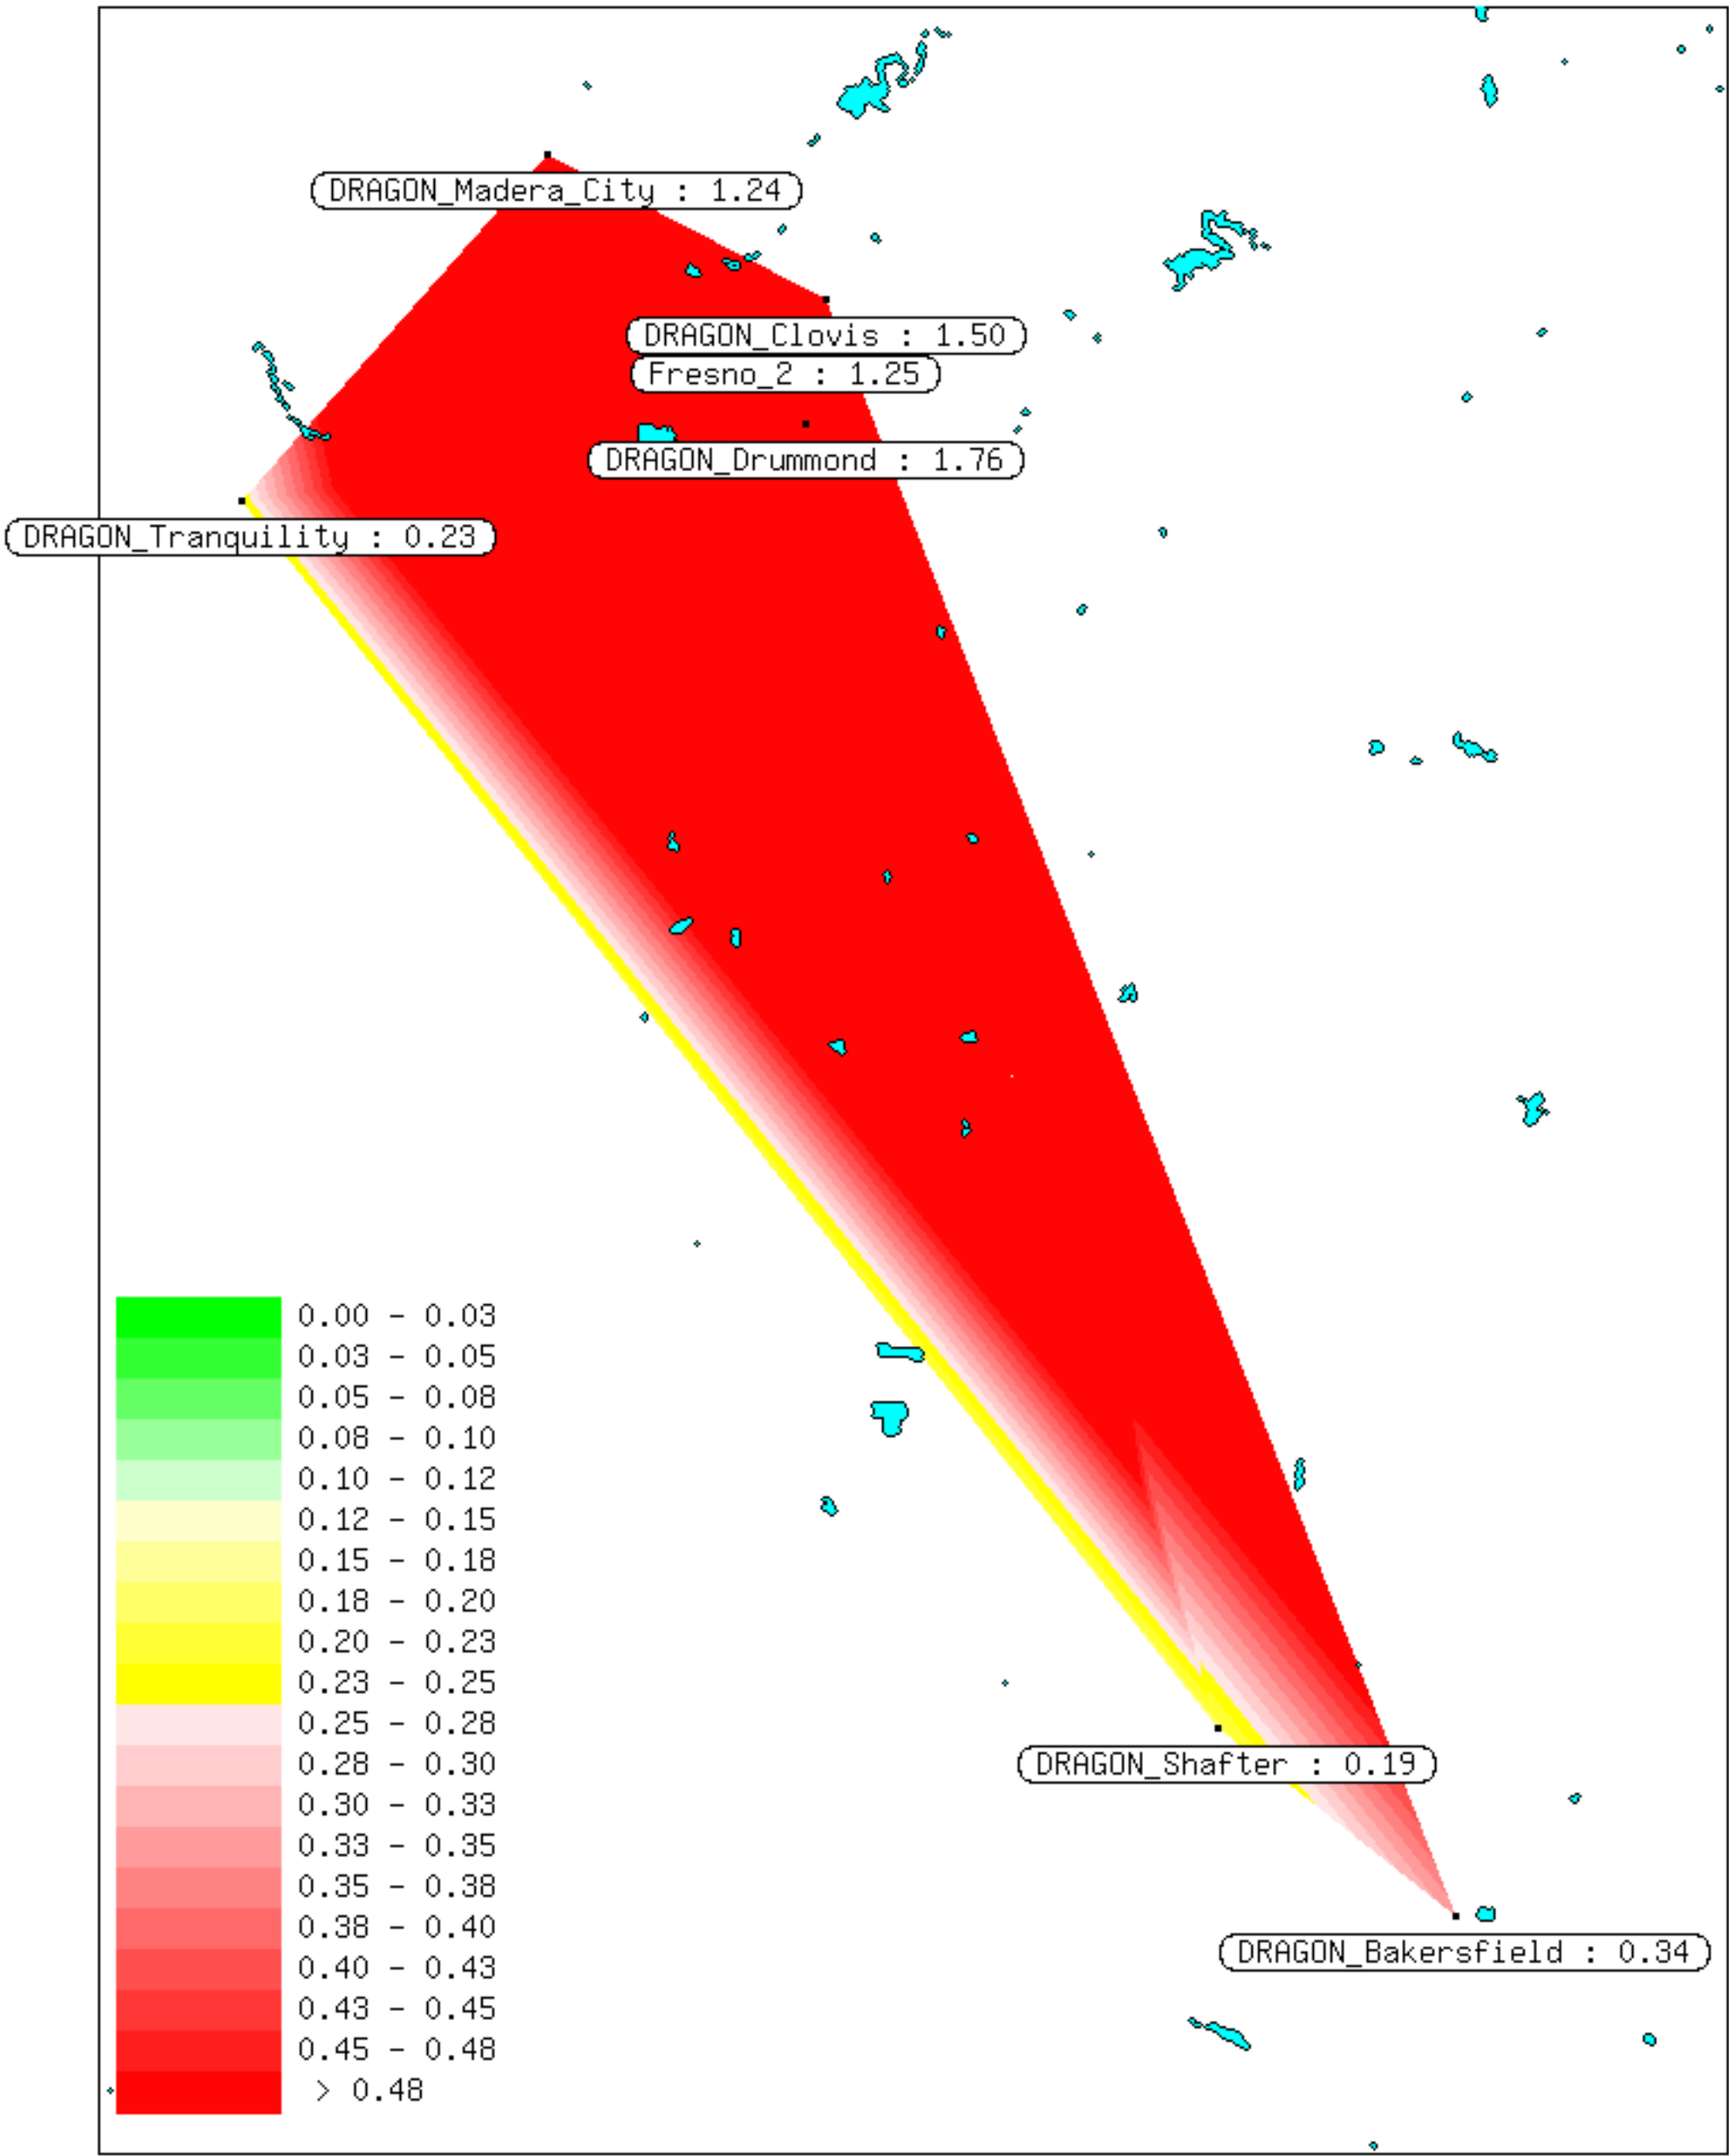 DRAGON_Madera_City : 1.24
DRAGON_Clovis : 1.50
Fresno_2 : 1.25
DRAGON_Drummond : 1.76
DRAGON_Tranquility : 0.23
0.00 - 0.03
0.03 - 0.05
0.05 - 0.08
0.08 - 0.10
0.10 - 0.12
0.12 - 0.15
0.15 - 0.18
0.18 - 0.20
0.20 - 0.23
0.23 - 0.25
0.25 - 0.28
0.28 - 0.30
0.30 - 0.33
0.33 - 0.35
0.35 - 0.38
0.38 - 0.40
0.40 - 0.43
0.43 - 0.45
0.45 - 0.48
> 0.48
DRAGON_Shafter : 0.19
DRAGON_Bakersfield : 0.34